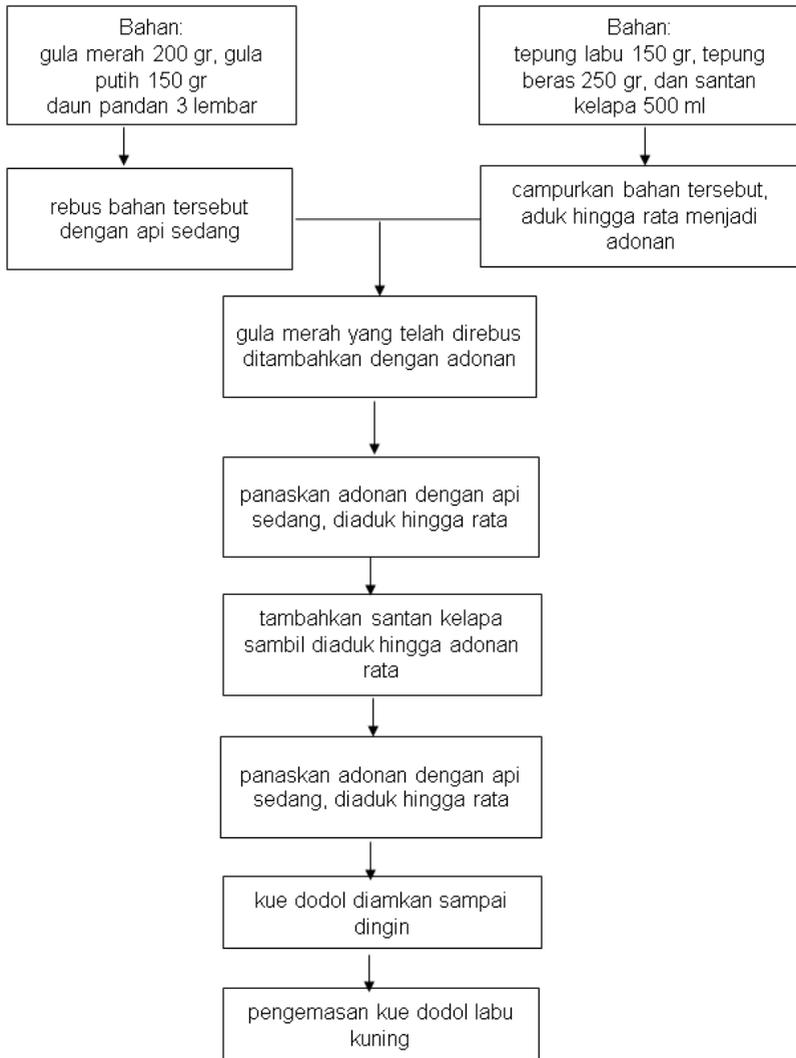 Bahan:
gula merah 200 gr, gula
putih 150 gr
daun pandan 3 lembar
Bahan:
tepung labu 150 gr, tepung
beras 250 gr, dan santan
kelapa 500 ml
rebus bahan tersebut
dengan api sedang
campurkan bahan tersebut,
aduk hingga rata menjadi
adonan
gula merah yang telah direbus
ditambahkan dengan adonan
panaskan adonan dengan api
sedang, diaduk hingga rata
tambahkan santan kelapa
sambil diaduk hingga adonan
rata
panaskan adonan dengan api
sedang, diaduk hingga rata
kue dodol diamkan sampai
dingin
pengemasan kue dodol labu
kuning